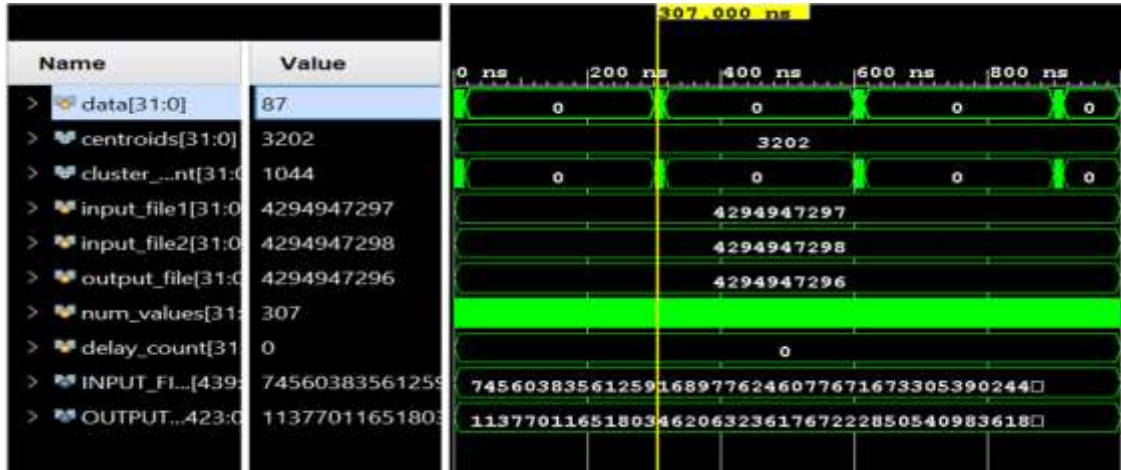 307.000 ns
Name Value 0 ns 200 ns 400 ns 600 ns 800 ns
> data[31:0] 87 0 0 0 0
> centroids[31:0] 3202 3202
> cluster_...nt[31:0 1044 0 0 0 0
> input_file1[31:0 4294947297 4294947297
> input_file2[31:0 4294947298 4294947298
> output_file[31:0 4294947296 4294947296
> num_values[31: 307
> delay_count[31 0 0
> INPUT_FI...[439: 74560383561259 745603835612591689776246077671673305390244□
> OUTPUT...423:0 11377011651803 113770116518034620632361767222850540983618□